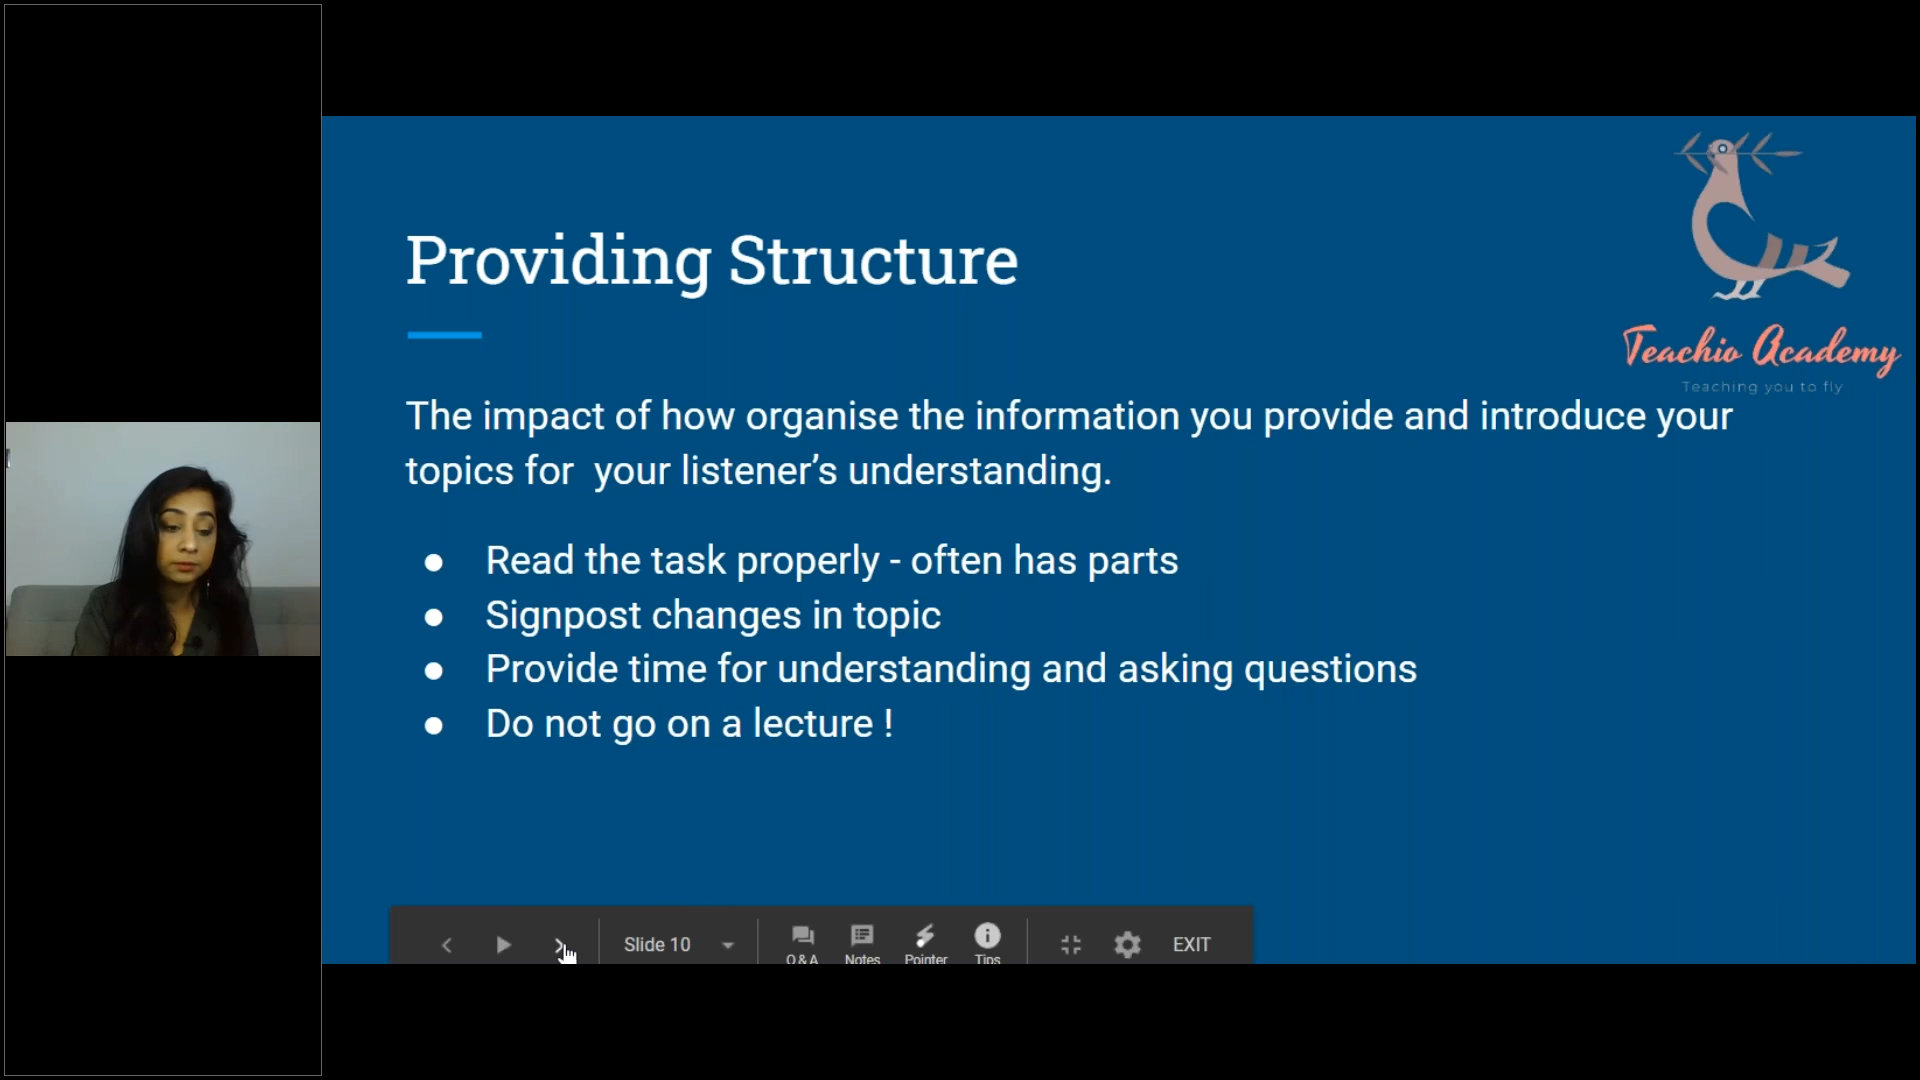 Providing Structure
Teachio Academy
Teaching you to fly
The impact of how organise the information you provide and introduce your
topics for  your listener’s understanding.
● Read the task properly - often has parts
● Signpost changes in topic
● Provide time for understanding and asking questions
● Do not go on a lecture !
Slide 10
Q & A Notes Pointer Tips
EXIT